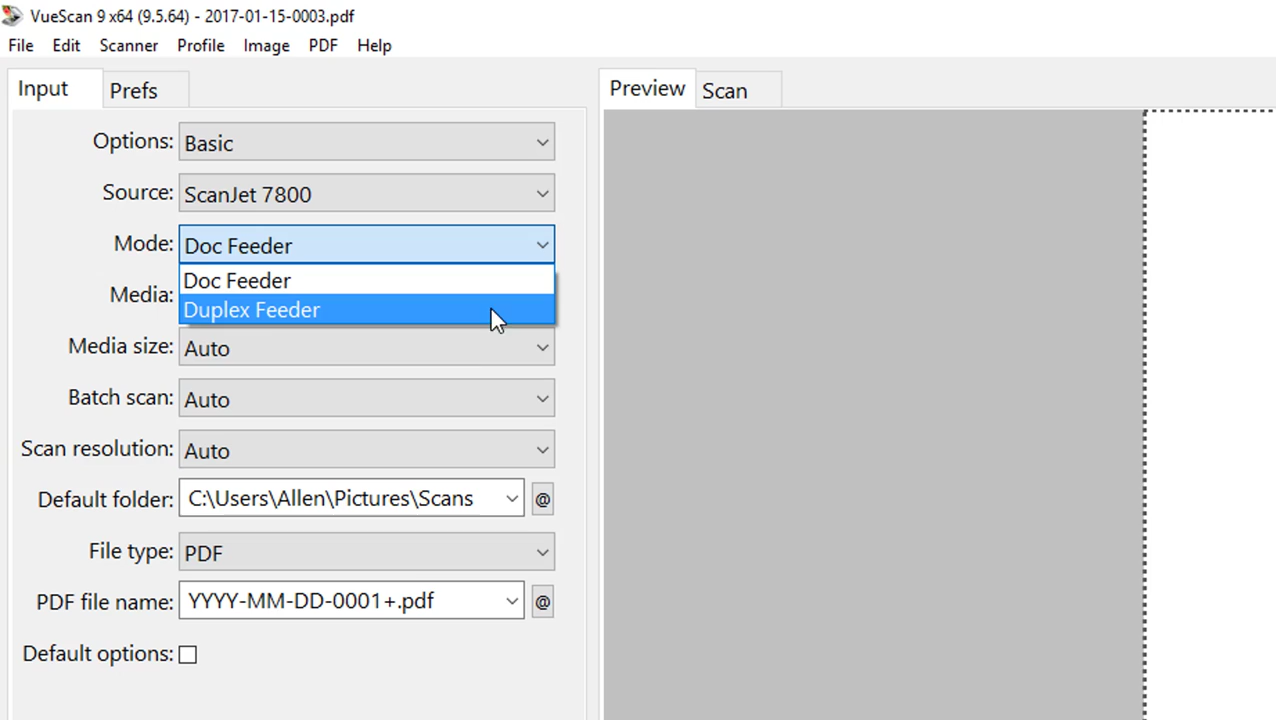 VueScan 9 x64 (9.5.64) - 2017-01-15-0003.pdf
File Edit Scanner Profile Image PDF Help
Input Prefs Preview Scan
Options: Basic
Source: ScanJet 7800
Mode: Doc Feeder
Doc Feeder
Media:
Duplex Feeder
Media size: Auto
Batch scan: Auto
Scan resolution: Auto
Default folder: C:\Users\Allen\Pictures\Scans @
File type: PDF
PDF file name: YYYY-MM-DD-0001+.pdf @
Default options: